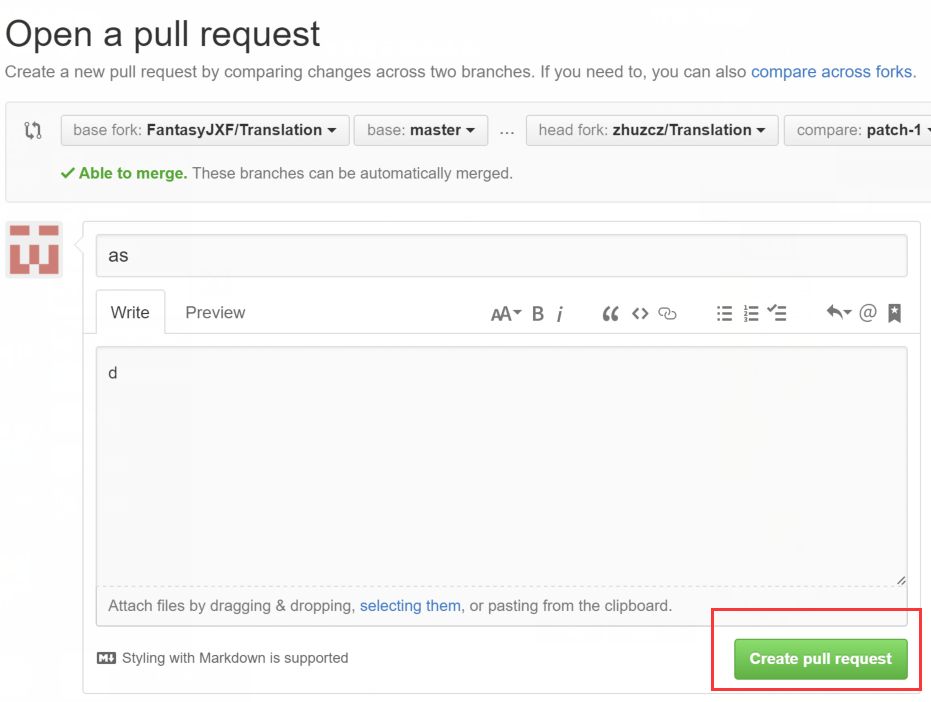 Open a pull request
Create a new pull request by comparing changes across two branches. If you need to, you can also compare across forks.
base fork: FantasyJXF/Translation base: master ... head fork: zhuzcz/Translation compare: patch-1
Able to merge. These branches can be automatically merged.
as
Write Preview AA B i @
d
Attach files by dragging & dropping, selecting them, or pasting from the clipboard.
M Styling with Markdown is supported Create pull request